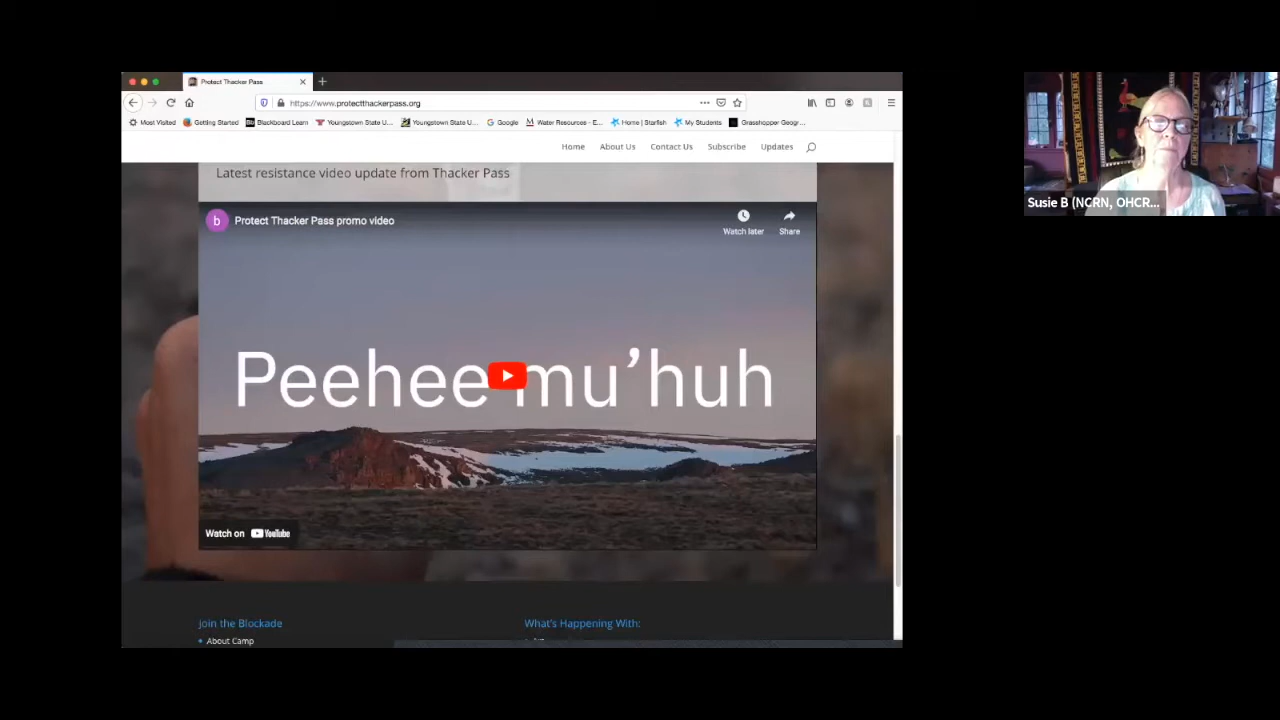 Protect Thacker Pass
https://www.protectthackerpass.org
Most Visited Getting Started Bb Blackboard Learn Youngstown State U... Youngstown State U... Google Water Resources - E... Home | Starfish My Students Grasshopper Geogr...
Home About Us Contact Us Subscribe Updates
Latest resistance video update from Thacker Pass
b Protect Thacker Pass promo video
Watch later Share
Peehee mu’huh
Watch on YouTube
Join the Blockade What's Happening With:
About Camp
Susie B (NCRN, OHCR...